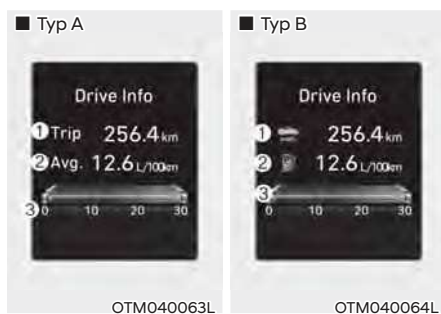 ■ Typ A
Drive Info
① Trip 256.4 km
② Avg. 12.6 L/100km
③
0 10 20 30
OTM040063L
■ Typ B
Drive Info
① 256.4 km
② 12.6 L/100km
③
0 10 20 30
OTM040064L